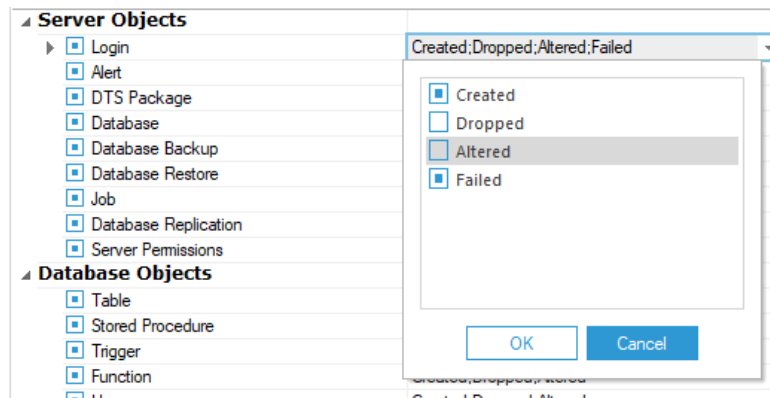 Server Objects
Login Created;Dropped;Altered;Failed
Alert
DTS Package
Database
Database Backup
Database Restore
Job
Database Replication
Server Permissions
Database Objects
Table
Stored Procedure
Trigger
Function
Created
Dropped
Altered
Failed
OK Cancel